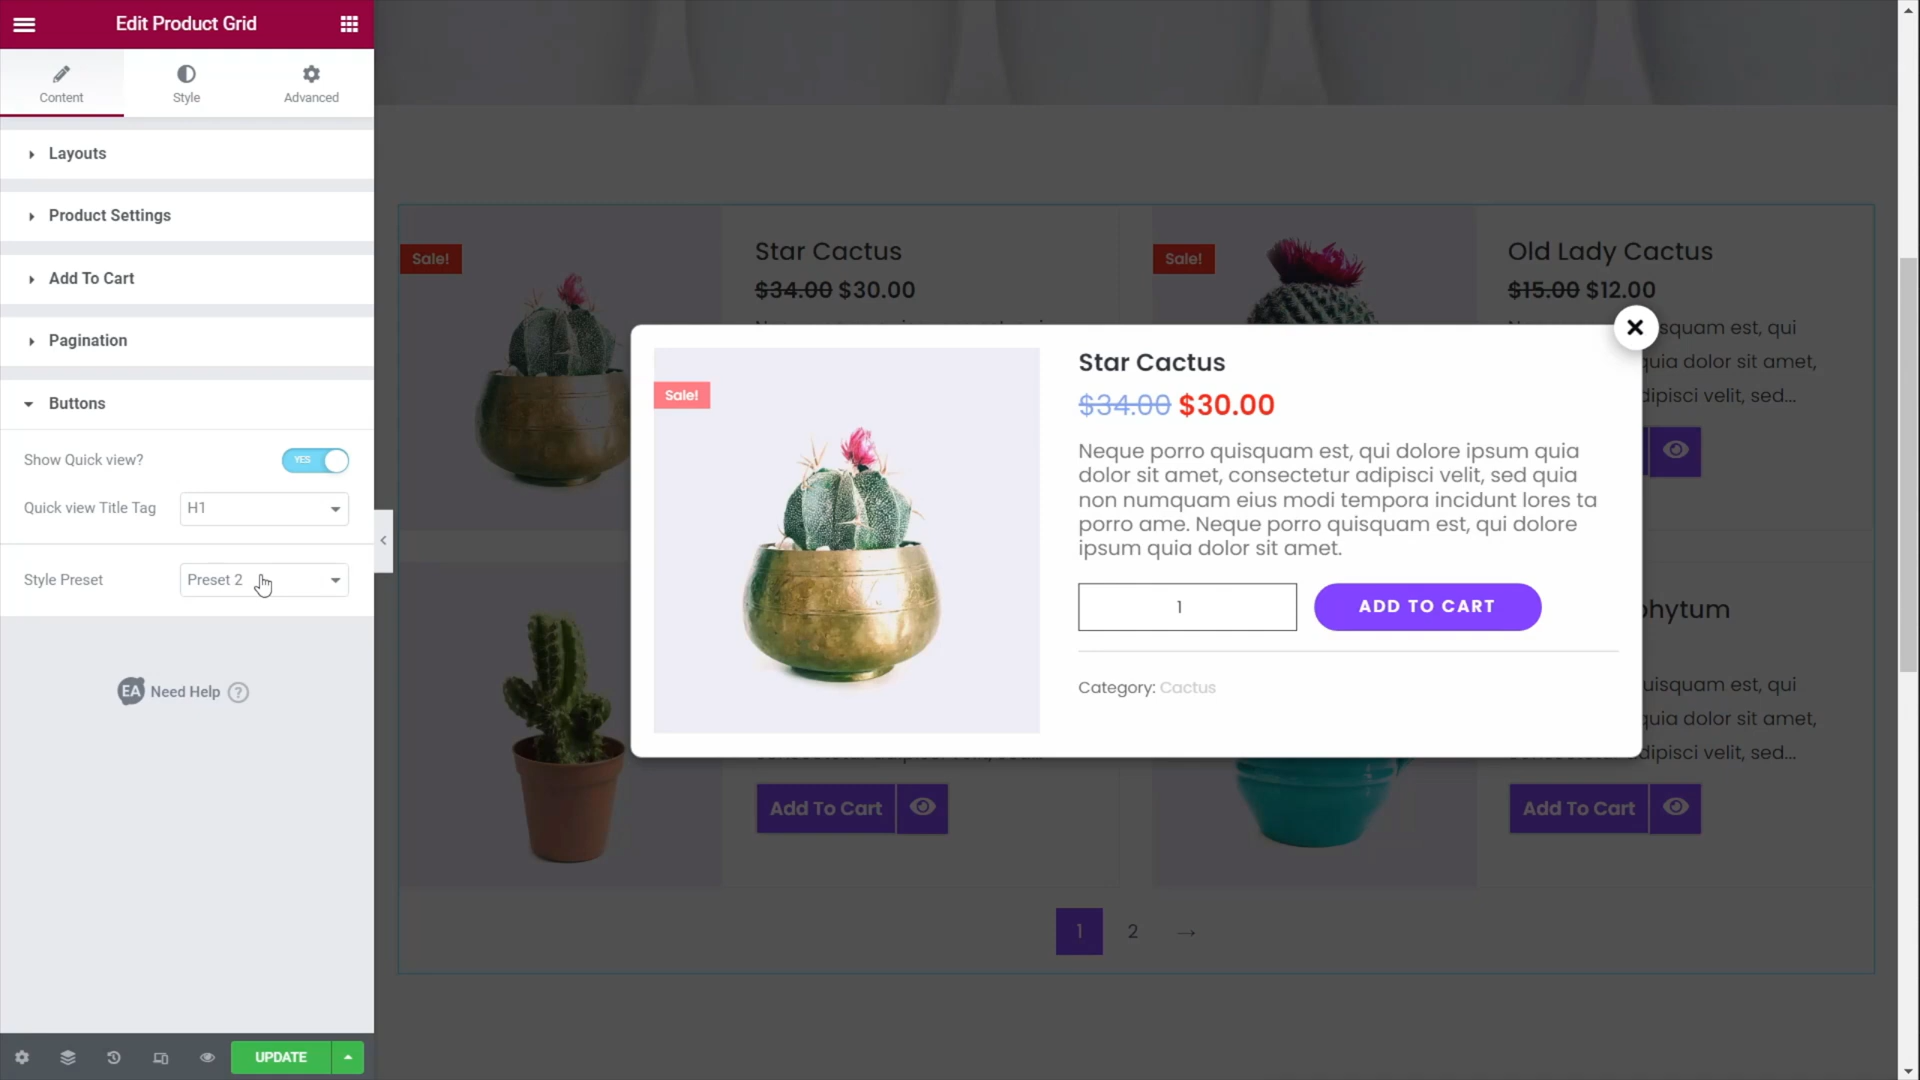 Edit Product Grid
Content
Style
Advanced
Layouts
Product Settings
Add To Cart
Pagination
Buttons
Show Quick view?
YES
Quick view Title Tag
H1
Style Preset
Preset 2
EA Need Help ?
UPDATE
Sale!
Star Cactus
$34.00 $30.00
Sale!
Old Lady Cactus
$15.00 $12.00
squam est, qui
quia dolor sit amet,
dipisci velit, sed...
Sale!
Star Cactus
$34.00 $30.00
Neque porro quisquam est, qui dolore ipsum quia
dolor sit amet, consectetur adipisci velit, sed quia
non numquam eius modi tempora incidunt lores ta
porro ame. Neque porro quisquam est, qui dolore
ipsum quia dolor sit amet.
1
ADD TO CART
Category: Cactus
phytum
uisquam est, qui
quia dolor sit amet,
dipisci velit, sed...
Add To Cart
Add To Cart
1
2
→